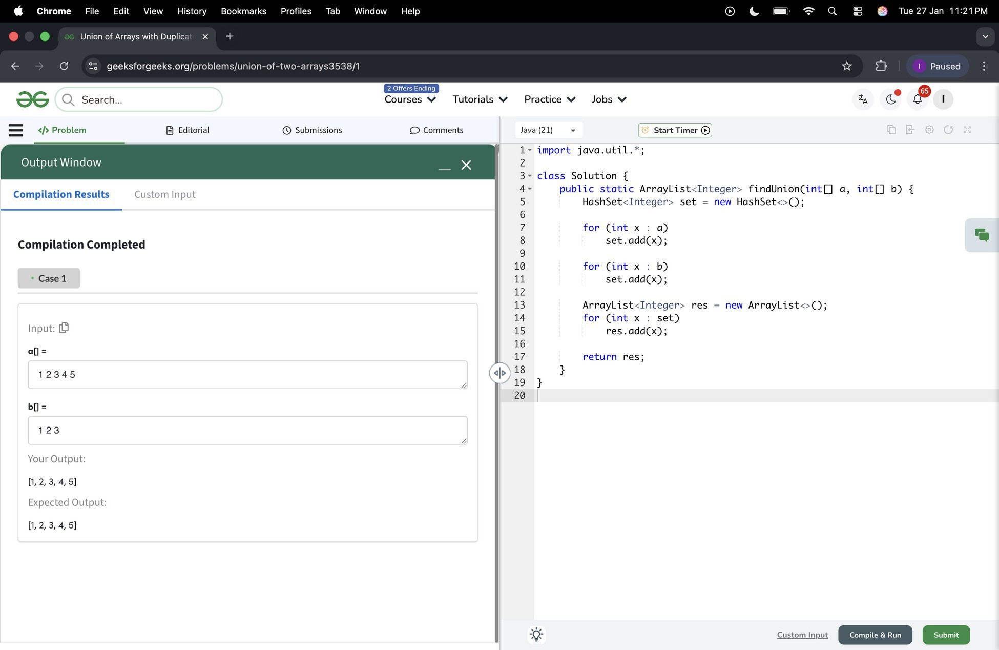 Chrome File Edit View History Bookmarks Profiles Tab Window Help Tue 27 Jan 11:21 PM
Union of Arrays with Duplicat
geeksforgeeks.org/problems/union-of-two-arrays3538/1 I Paused
2 Offers Ending
Search... Courses Tutorials Practice Jobs 65 I
</> Problem Editorial Submissions Comments
Output Window
Compilation Results Custom Input
Compilation Completed
Case 1
Input:
a[] =
1 2 3 4 5
b[] =
1 2 3
Your Output:
[1, 2, 3, 4, 5]
Expected Output:
[1, 2, 3, 4, 5]
Java (21) Start Timer
1 import java.util.*;
2
3 class Solution {
4     public static ArrayList<Integer> findUnion(int[] a, int[] b) {
5         HashSet<Integer> set = new HashSet<>();
6
7         for (int x : a)
8             set.add(x);
9
10         for (int x : b)
11             set.add(x);
12
13         ArrayList<Integer> res = new ArrayList<>();
14         for (int x : set)
15             res.add(x);
16
17         return res;
18     }
19 }
20
Custom Input Compile & Run Submit